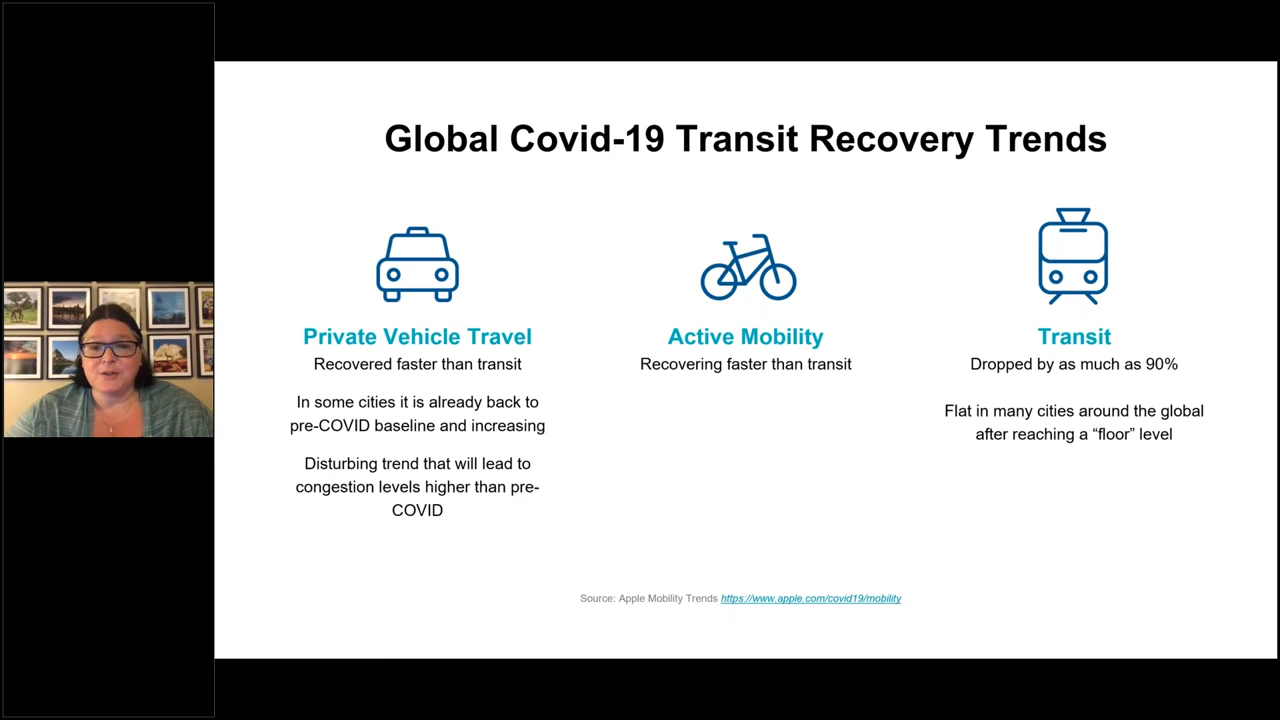 Global Covid-19 Transit Recovery Trends
Private Vehicle Travel
Recovered faster than transit
In some cities it is already back to
pre-COVID baseline and increasing
Disturbing trend that will lead to
congestion levels higher than pre-
COVID
Active Mobility
Recovering faster than transit
Transit
Dropped by as much as 90%
Flat in many cities around the global
after reaching a “floor” level
Source: Apple Mobility Trends https://www.apple.com/covid19/mobility